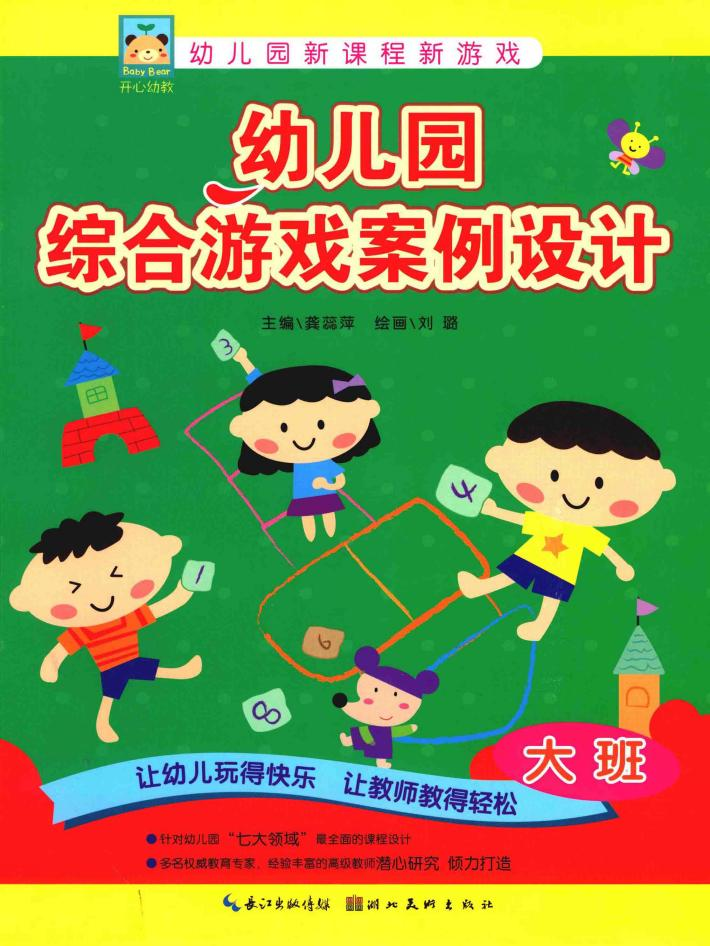 幼儿园新课程新游戏
Baby Bear
开心幼教
幼儿园
综合游戏案例设计
主编\龚蕊萍 绘画\刘 璐
3
4
1
6
8
大班
让幼儿玩得快乐 让教师教得轻松
●针对幼儿园“七大领域”最全面的课程设计
●多名权威教育专家、经验丰富的高级教师潜心研究 倾力打造
长江出版传媒 湖北美术出版社